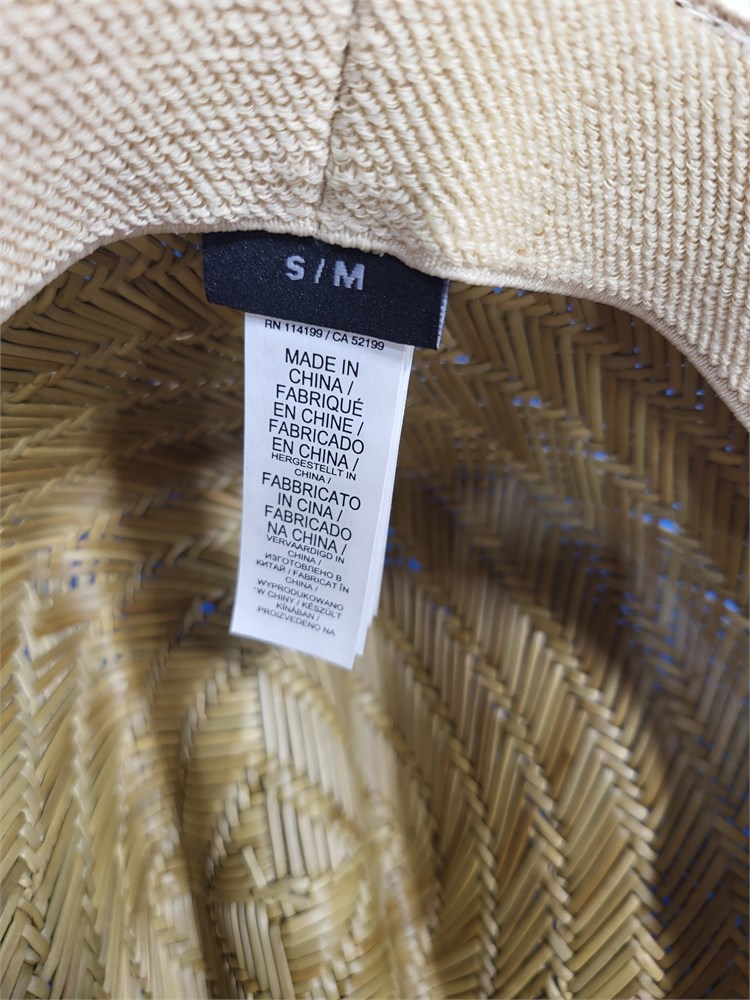 S/M
RN 114199 / CA 52199
MADE IN
CHINA /
FABRIQUÉ
EN CHINE /
FABRICADO
EN CHINA /
HERGESTELLT IN
CHINA /
FABBRICATO
IN CINA /
FABRICADO
NA CHINA /
VERVAARDIGD IN
CHINA /
ИЗГОТОВЛЕНО В
КИТАЙ / FABRICAT ÎN
CHINA /
WYPRODUKOWANO
W CHINY / KÉSZÜLT
KÍNÁBAN /
PROIZVEDENO NA